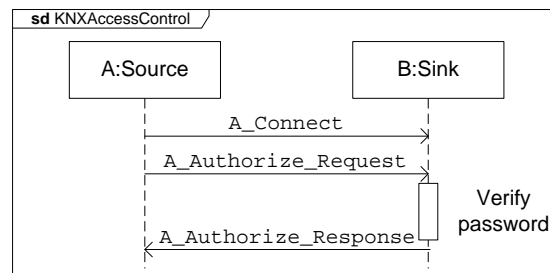 sd KNXAccessControl
A:Source
B:Sink
A_Connect
A_Authorize_Request
Verify
password
A_Authorize_Response